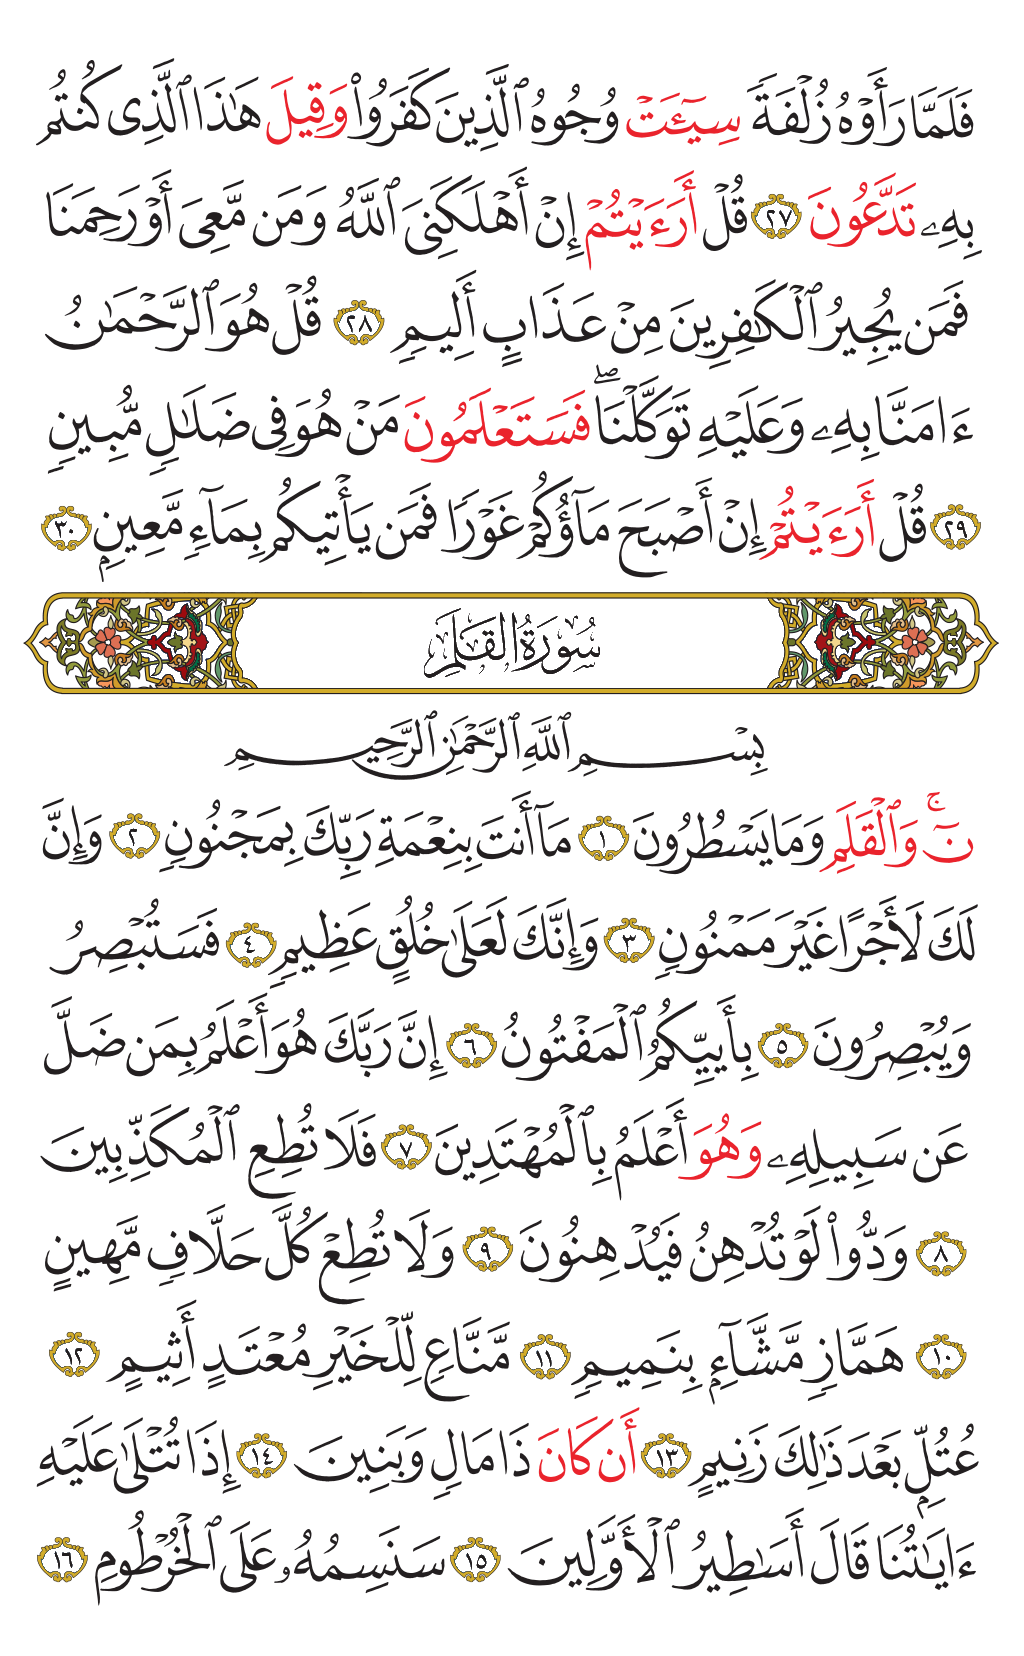 فَلَمَّا رَأَوْهُ زُلْفَةً سِيٓـَٔتْ وُجُوهُ ٱلَّذِينَ كَفَرُوا۟ وَقِيلَ هَٰذَا ٱلَّذِى كُنتُم
بِهِۦ تَدَّعُونَ ٢٧ قُلْ أَرَءَيْتُمْ إِنْ أَهْلَكَنِىَ ٱللَّهُ وَمَن مَّعِىَ أَوْ رَحِمَنَا
فَمَن يُجِيرُ ٱلْكَٰفِرِينَ مِنْ عَذَابٍ أَلِيمٍ ٢٨ قُلْ هُوَ ٱلرَّحْمَٰنُ
ءَامَنَّا بِهِۦ وَعَلَيْهِ تَوَكَّلْنَا ۖ فَسَتَعْلَمُونَ مَنْ هُوَ فِى ضَلَٰلٍ مُّبِينٍ
٢٩ قُلْ أَرَءَيْتُمْ إِنْ أَصْبَحَ مَآؤُكُمْ غَوْرًا فَمَن يَأْتِيكُم بِمَآءٍ مَّعِينٍۭ ٣٠
سُورَةُ القَلَمِ
بِسْمِ ٱللَّهِ ٱلرَّحْمَٰنِ ٱلرَّحِيمِ
نٓ ۚ وَٱلْقَلَمِ وَمَا يَسْطُرُونَ ١ مَآ أَنتَ بِنِعْمَةِ رَبِّكَ بِمَجْنُونٍ ٢ وَإِنَّ
لَكَ لَأَجْرًا غَيْرَ مَمْنُونٍ ٣ وَإِنَّكَ لَعَلَىٰ خُلُقٍ عَظِيمٍ ٤ فَسَتُبْصِرُ
وَيُبْصِرُونَ ٥ بِأَييِّكُمُ ٱلْمَفْتُونُ ٦ إِنَّ رَبَّكَ هُوَ أَعْلَمُ بِمَن ضَلَّ
عَن سَبِيلِهِۦ وَهُوَ أَعْلَمُ بِٱلْمُهْتَدِينَ ٧ فَلَا تُطِعِ ٱلْمُكَذِّبِينَ
٨ وَدُّوا۟ لَوْ تُدْهِنُ فَيُدْهِنُونَ ٩ وَلَا تُطِعْ كُلَّ حَلَّافٍ مَّهِينٍ
١٠ هَمَّازٍ مَّشَّآءٍۭ بِنَمِيمٍ ١١ مَّنَّاعٍ لِّلْخَيْرِ مُعْتَدٍ أَثِيمٍ ١٢
عُتُلٍّۭ بَعْدَ ذَٰلِكَ زَنِيمٍ ١٣ أَن كَانَ ذَا مَالٍ وَبَنِينَ ١٤ إِذَا تُتْلَىٰ عَلَيْهِ
ءَايَٰتُنَا قَالَ أَسَٰطِيرُ ٱلْأَوَّلِينَ ١٥ سَنَسِمُهُۥ عَلَى ٱلْخُرْطُومِ ١٦